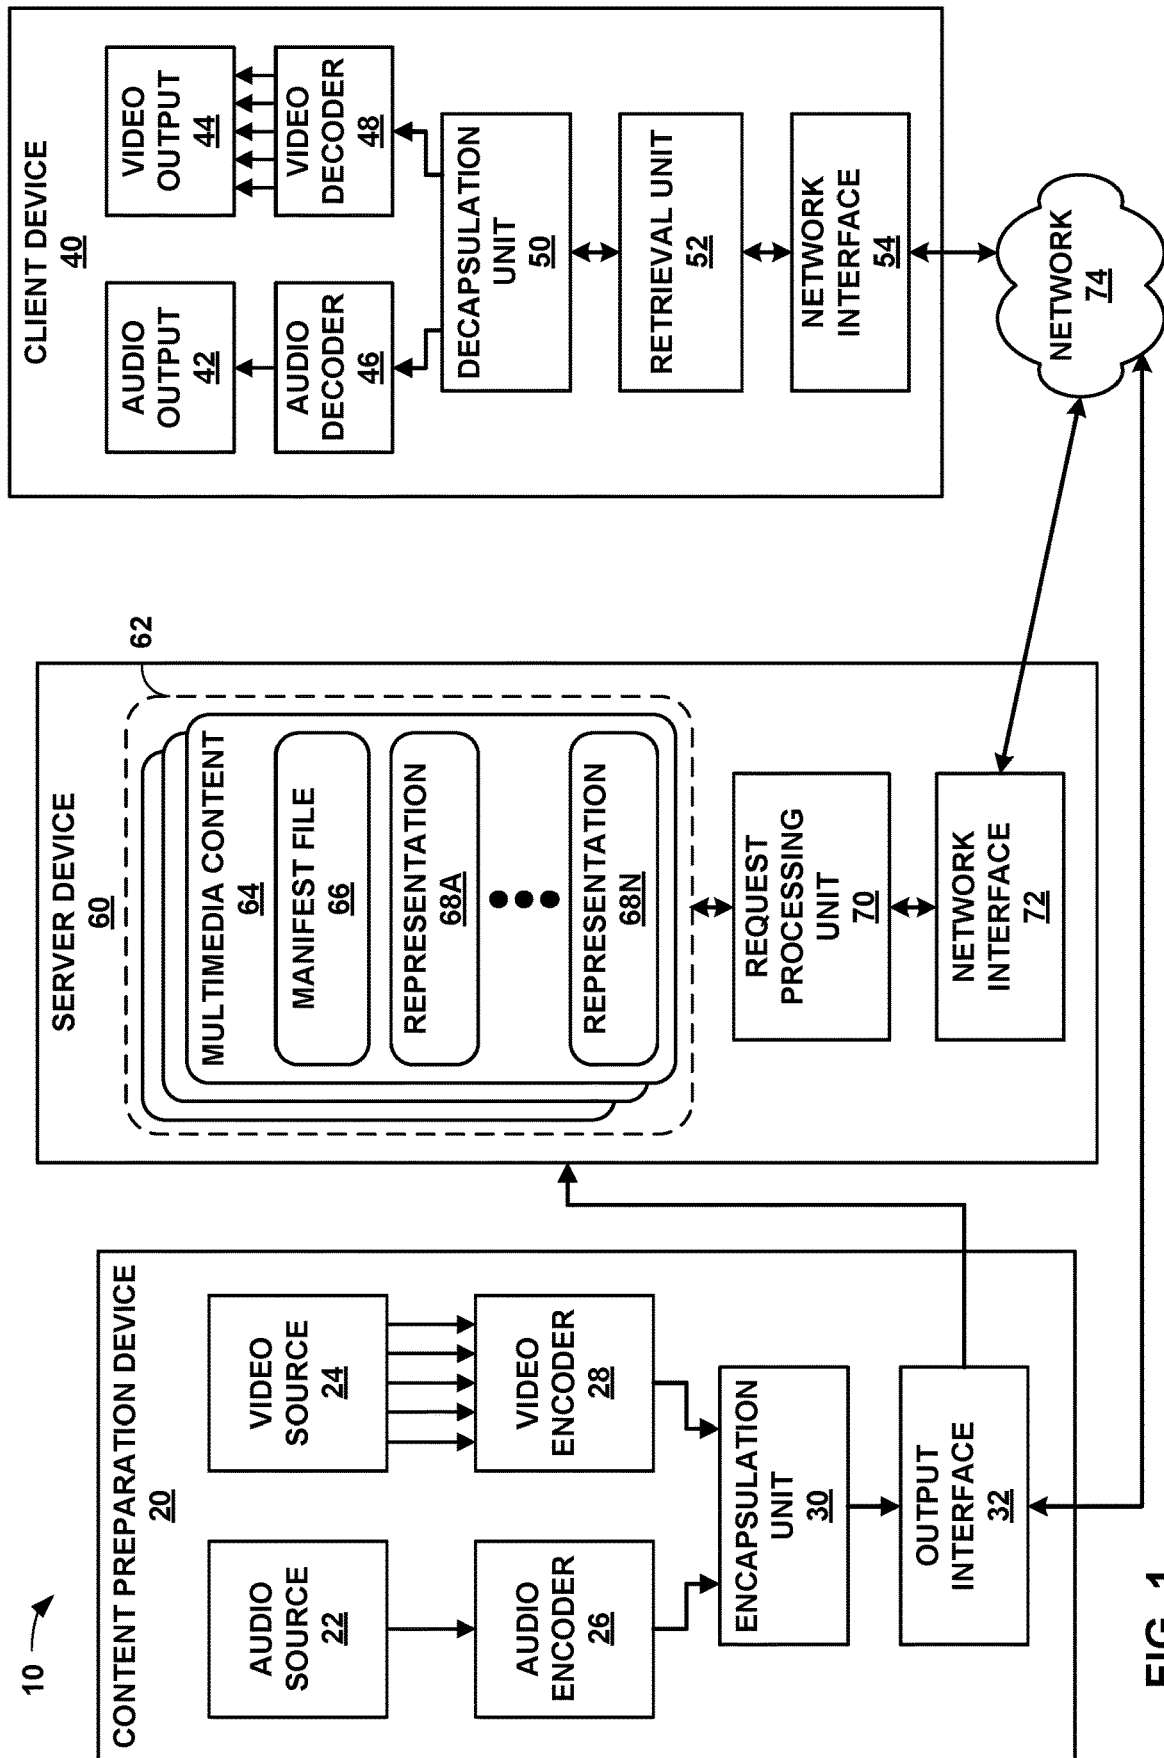 10
CONTENT PREPARATION DEVICE
20
AUDIO
SOURCE
22
VIDEO
SOURCE
24
AUDIO
ENCODER
26
VIDEO
ENCODER
28
ENCAPSULATION
UNIT
30
OUTPUT
INTERFACE
32
SERVER DEVICE
60
62
MULTIMEDIA CONTENT
64
MANIFEST FILE
66
REPRESENTATION
68A
REPRESENTATION
68N
REQUEST
PROCESSING
UNIT
70
NETWORK
INTERFACE
72
CLIENT DEVICE
40
AUDIO
OUTPUT
42
VIDEO
OUTPUT
44
AUDIO
DECODER
46
VIDEO
DECODER
48
DECAPSULATION
UNIT
50
RETRIEVAL UNIT
52
NETWORK
INTERFACE
54
NETWORK
74
FIG. 1